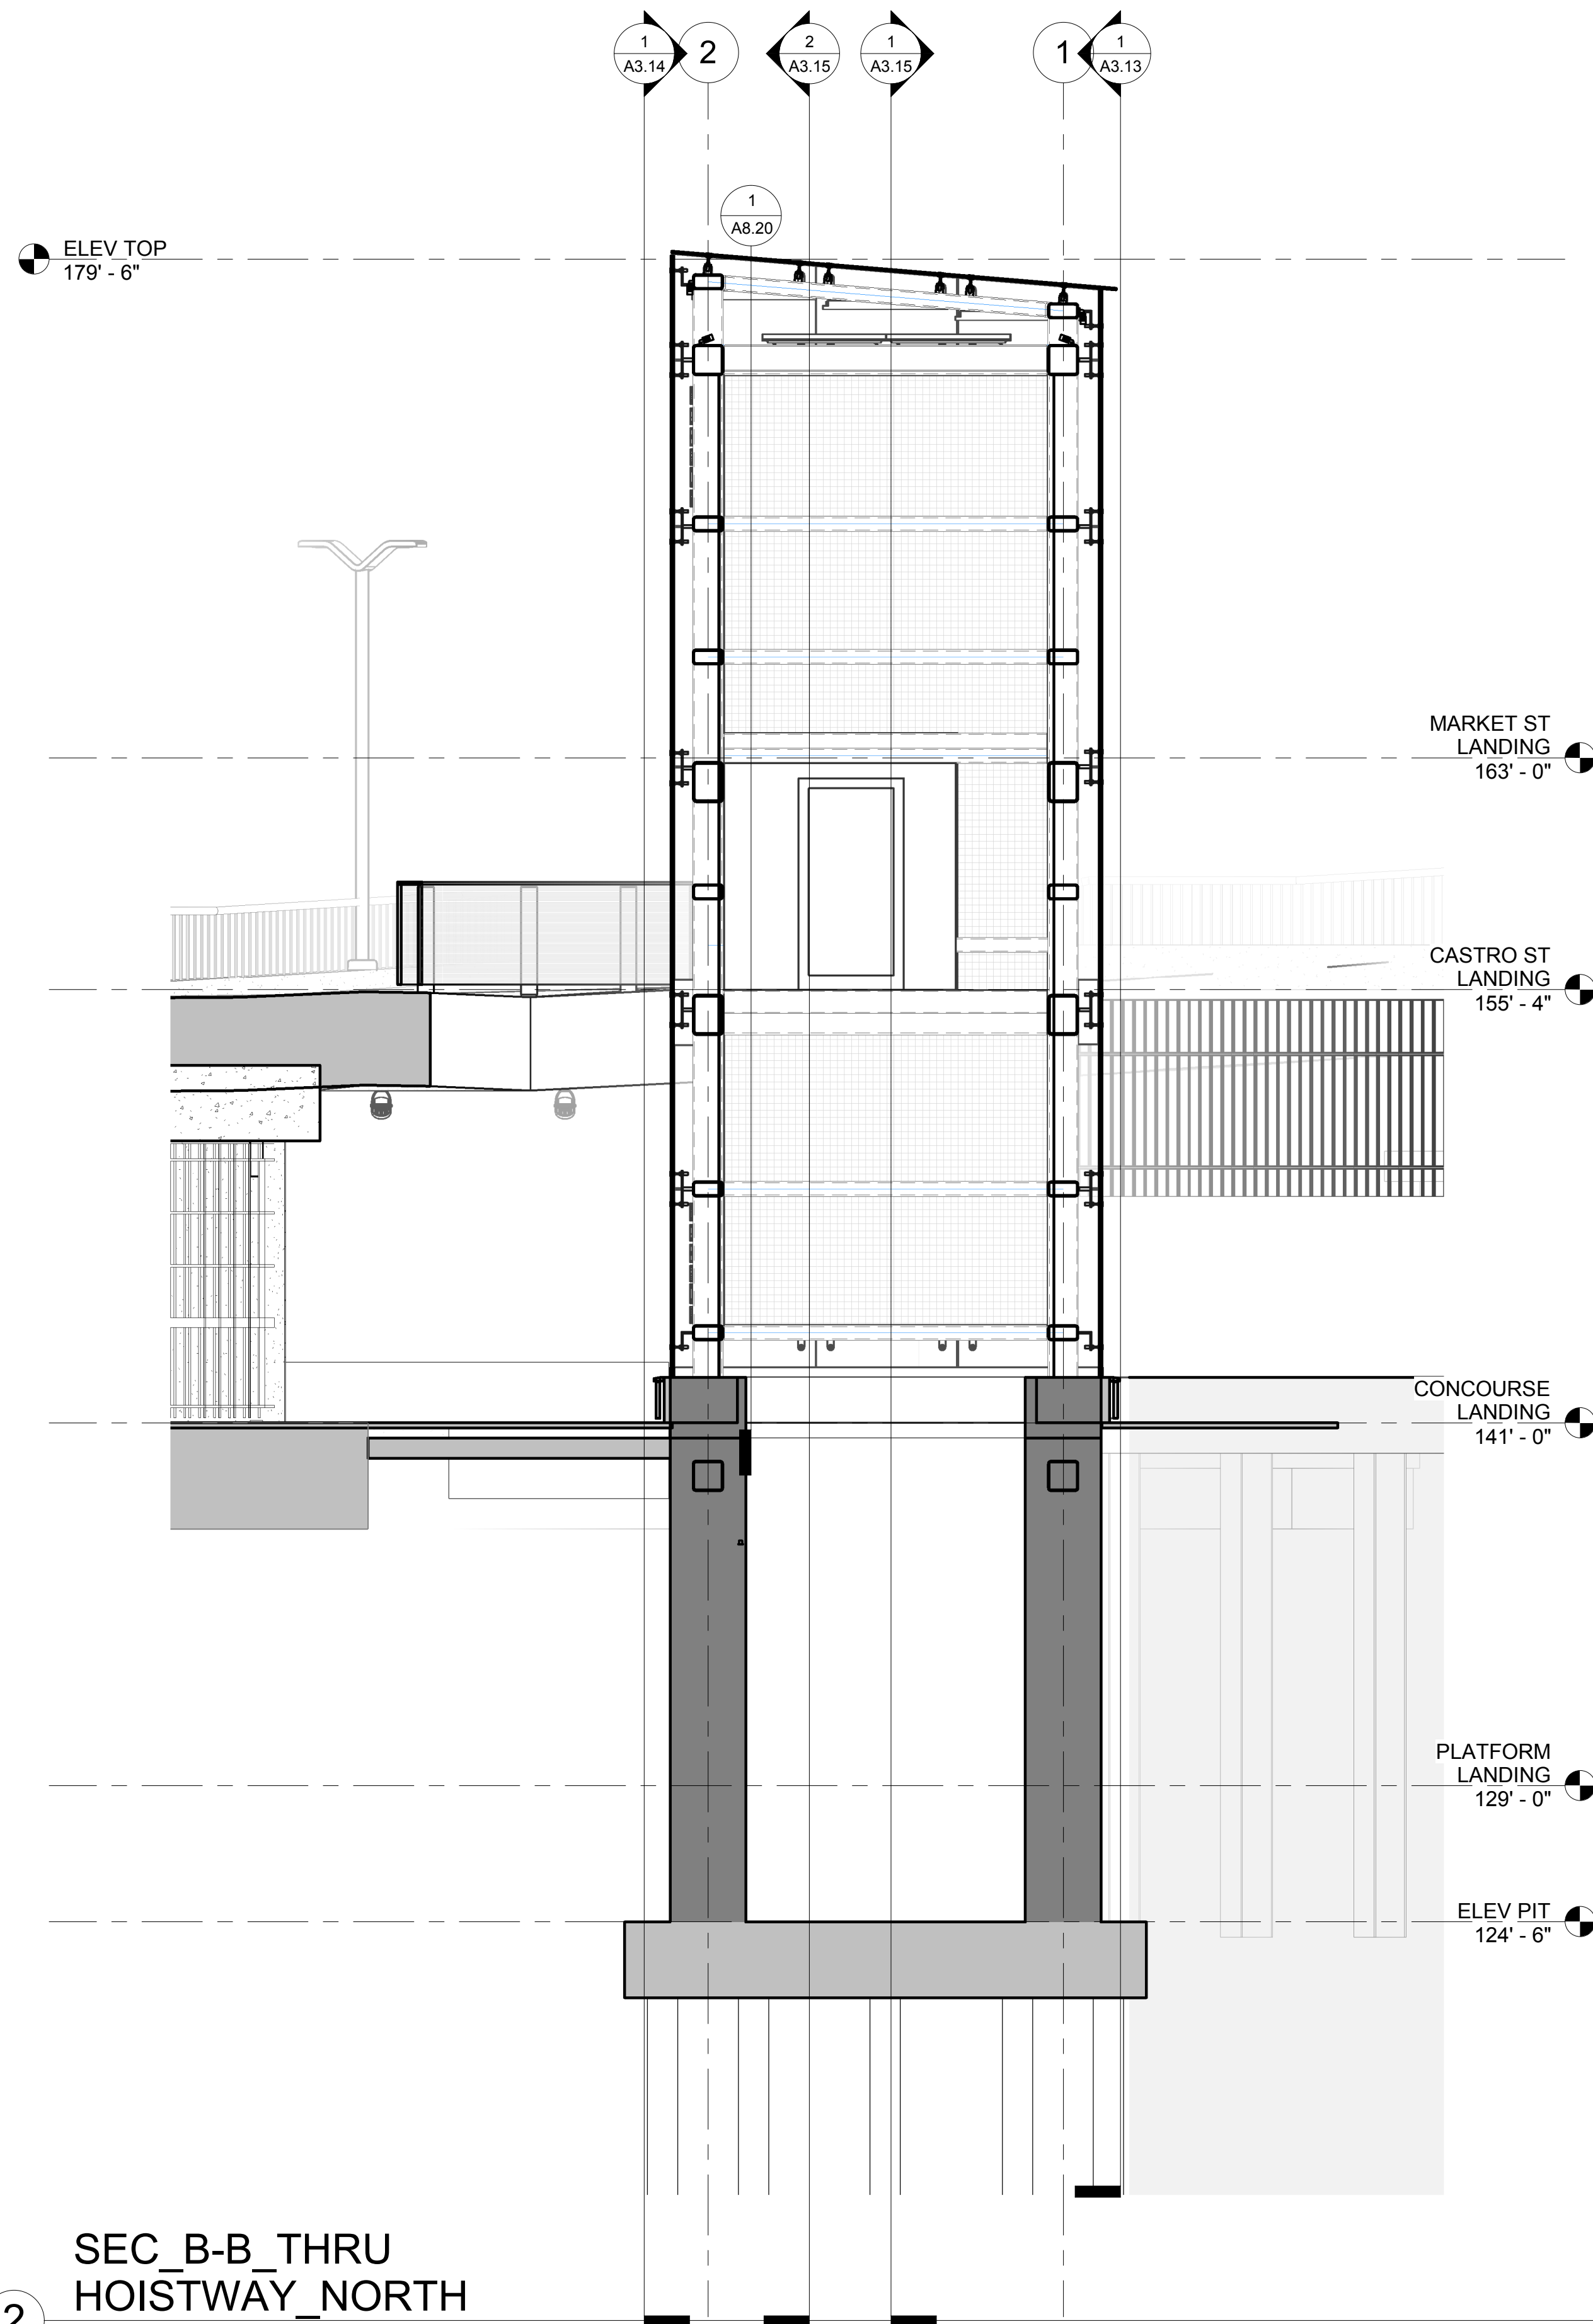 1
A3.14
2
2
A3.15
1
A3.15
1
1
A3.13
1
A8.20
ELEV TOP
179' - 6"
MARKET ST
LANDING
163' - 0"
CASTRO ST
LANDING
155' - 4"
CONCOURSE
LANDING
141' - 0"
PLATFORM
LANDING
129' - 0"
ELEV PIT
124' - 6"
SEC_B-B_THRU
HOISTWAY_NORTH
2